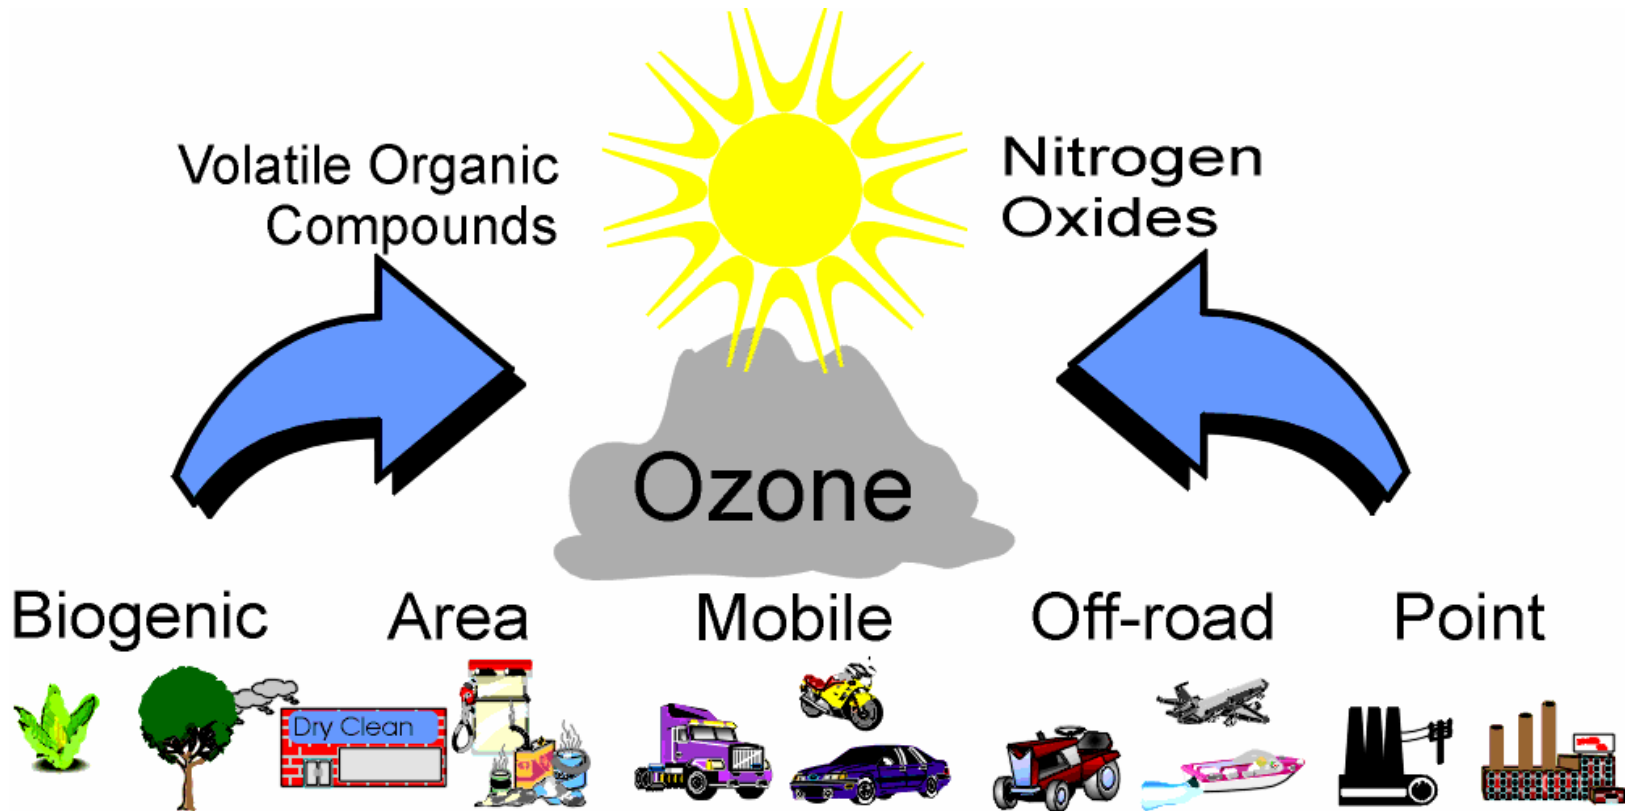 Volatile Organic
Compounds
Nitrogen
Oxides
Ozone
Biogenic
Area
Mobile
Off-road
Point
Dry Clean